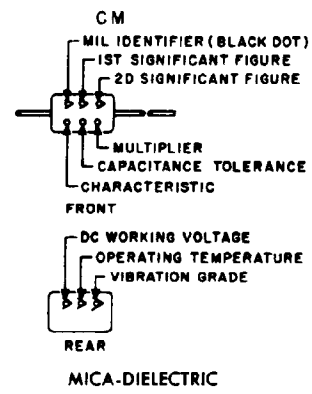 CM
MIL IDENTIFIER (BLACK DOT)
1ST SIGNIFICANT FIGURE
2D SIGNIFICANT FIGURE
MULTIPLIER
CAPACITANCE TOLERANCE
CHARACTERISTIC
FRONT
DC WORKING VOLTAGE
OPERATING TEMPERATURE
VIBRATION GRADE
REAR
MICA-DIELECTRIC